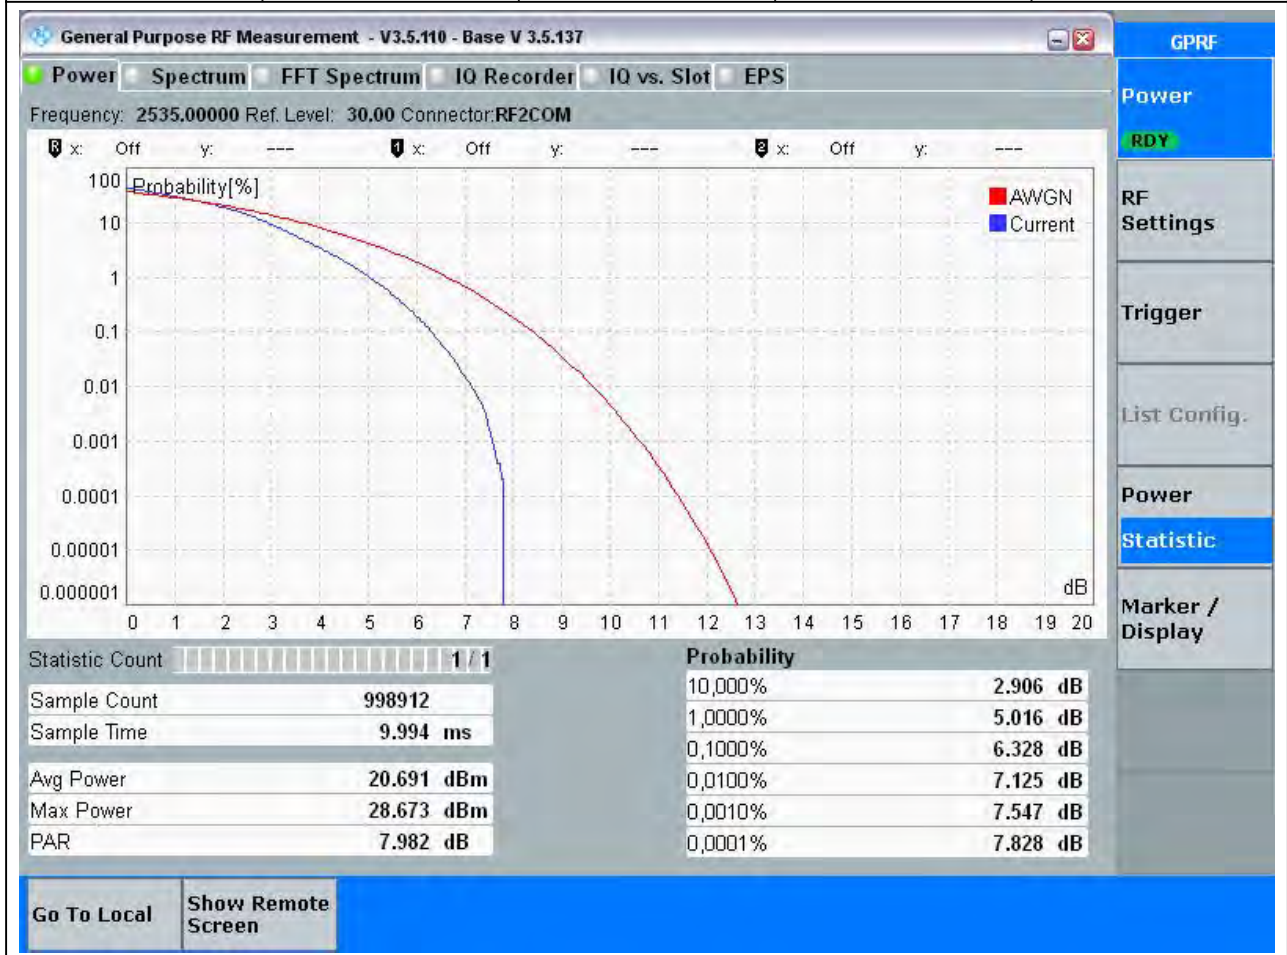 General Purpose RF Measurement - V3.5.110 - Base V 3.5.137
GPRF
Power Spectrum FFT Spectrum IQ Recorder IQ vs. Slot EPS
Frequency: 2535.00000 Ref. Level: 30.00 Connector:RF2COM
R x: Off y: --- 1 x: Off y: --- 2 x: Off y: ---
Probability[%]
AWGN
Current
100
10
1
0.1
0.01
0.001
0.0001
0.00001
0.000001
dB
0 1 2 3 4 5 6 7 8 9 10 11 12 13 14 15 16 17 18 19 20
Statistic Count 1 / 1
Sample Count 998912
Sample Time 9.994 ms
Avg Power 20.691 dBm
Max Power 28.673 dBm
PAR 7.982 dB
Probability
10,000% 2.906 dB
1,0000% 5.016 dB
0,1000% 6.328 dB
0,0100% 7.125 dB
0,0010% 7.547 dB
0,0001% 7.828 dB
Power
RDY
RF
Settings
Trigger
List Config.
Power
Statistic
Marker /
Display
Go To Local
Show Remote
Screen